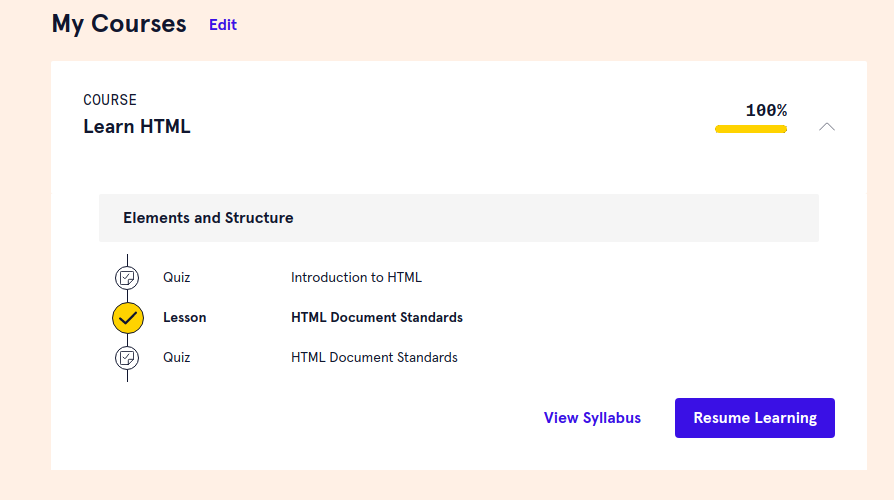 My Courses Edit
COURSE
100%
Learn HTML
Elements and Structure
Quiz Introduction to HTML
Lesson HTML Document Standards
Quiz HTML Document Standards
View Syllabus Resume Learning